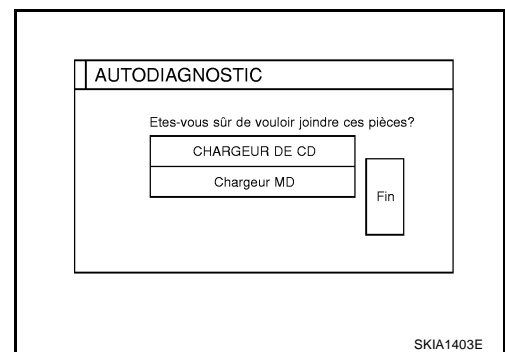 AUTODIAGNOSTIC
Etes-vous sûr de vouloir joindre ces pièces?
CHARGEUR DE CD
Chargeur MD
Fin
SKIA1403E